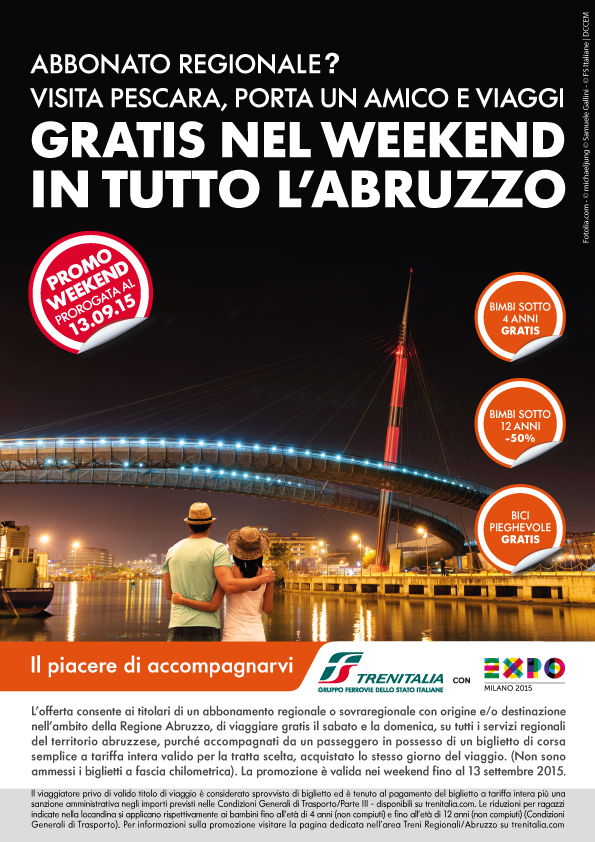 ABBONATO REGIONALE?
VISITA PESCARA, PORTA UN AMICO E VIAGGI
GRATIS NEL WEEKEND
IN TUTTO L'ABRUZZO
Fotolia.com - © michaeljung © Samuele Gallini - © FS Italiane | DCCEM
PROMO
WEEKEND
PROROGATA AL
13.09.15
BIMBI SOTTO
4 ANNI
GRATIS
BIMBI SOTTO
12 ANNI
-50%
BICI
PIEGHEVOLE
GRATIS
Il piacere di accompagnarvi
TRENITALIA
GRUPPO FERROVIE DELLO STATO ITALIANE
CON
EXPO
MILANO 2015
L'offerta consente ai titolari di un abbonamento regionale o sovraregionale con origine e/o destinazione
nell'ambito della Regione Abruzzo, di viaggiare gratis il sabato e la domenica, su tutti i servizi regionali
del territorio abruzzese, purché accompagnati da un passeggero in possesso di un biglietto di corsa
semplice a tariffa intera valido per la tratta scelta, acquistato lo stesso giorno del viaggio. (Non sono
ammessi i biglietti a fascia chilometrica). La promozione è valida nei weekend fino al 13 settembre 2015.
Il viaggiatore privo di valido titolo di viaggio è considerato sprovvisto di biglietto ed è tenuto al pagamento del biglietto a tariffa intera più una
sanzione amministrativa negli importi previsti nelle Condizioni Generali di Trasporto/Parte III - disponibili su trenitalia.com. Le riduzioni per ragazzi
indicate nella locandina si applicano rispettivamente ai bambini fino all'età di 4 anni (non compiuti) e fino all'età di 12 anni (non compiuti) (Condizioni
Generali di Trasporto). Per informazioni sulla promozione visitare la pagina dedicata nell'area Treni Regionali/Abruzzo su trenitalia.com